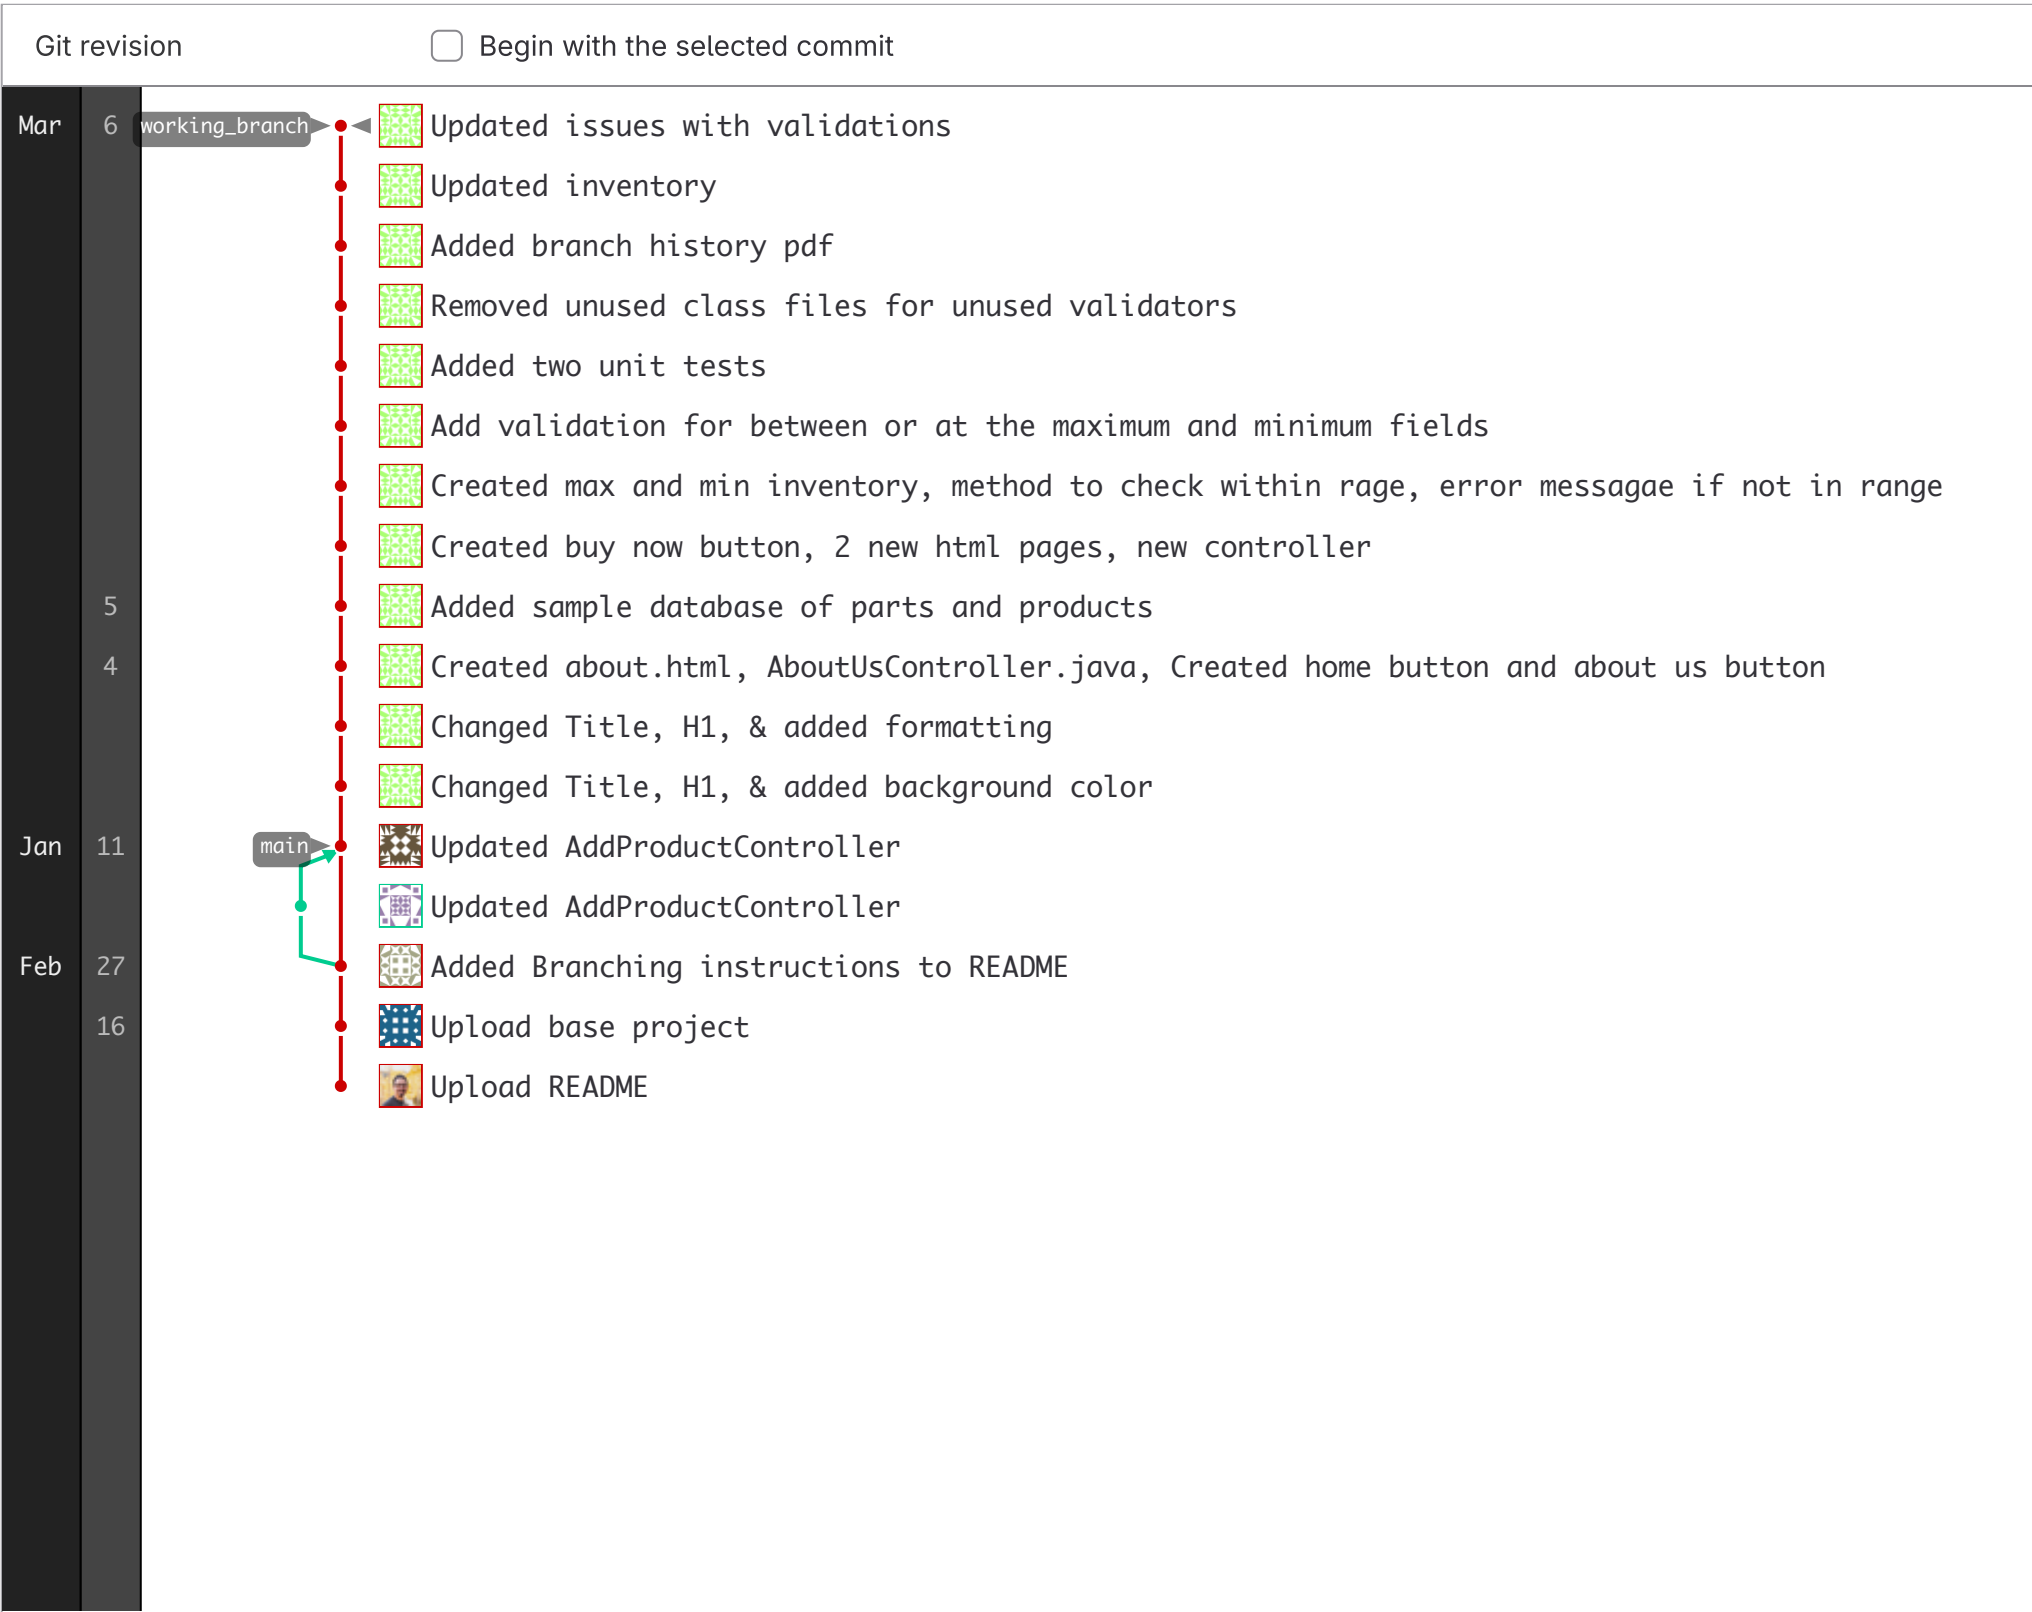 Git revision Begin with the selected commit
Mar 6 working_branch Updated issues with validations
Updated inventory
Added branch history pdf
Removed unused class files for unused validators
Added two unit tests
Add validation for between or at the maximum and minimum fields
Created max and min inventory, method to check within rage, error messagae if not in range
Created buy now button, 2 new html pages, new controller
5 Added sample database of parts and products
4 Created about.html, AboutUsController.java, Created home button and about us button
Changed Title, H1, & added formatting
Changed Title, H1, & added background color
Jan 11 main Updated AddProductController
Updated AddProductController
Feb 27 Added Branching instructions to README
16 Upload base project
Upload README